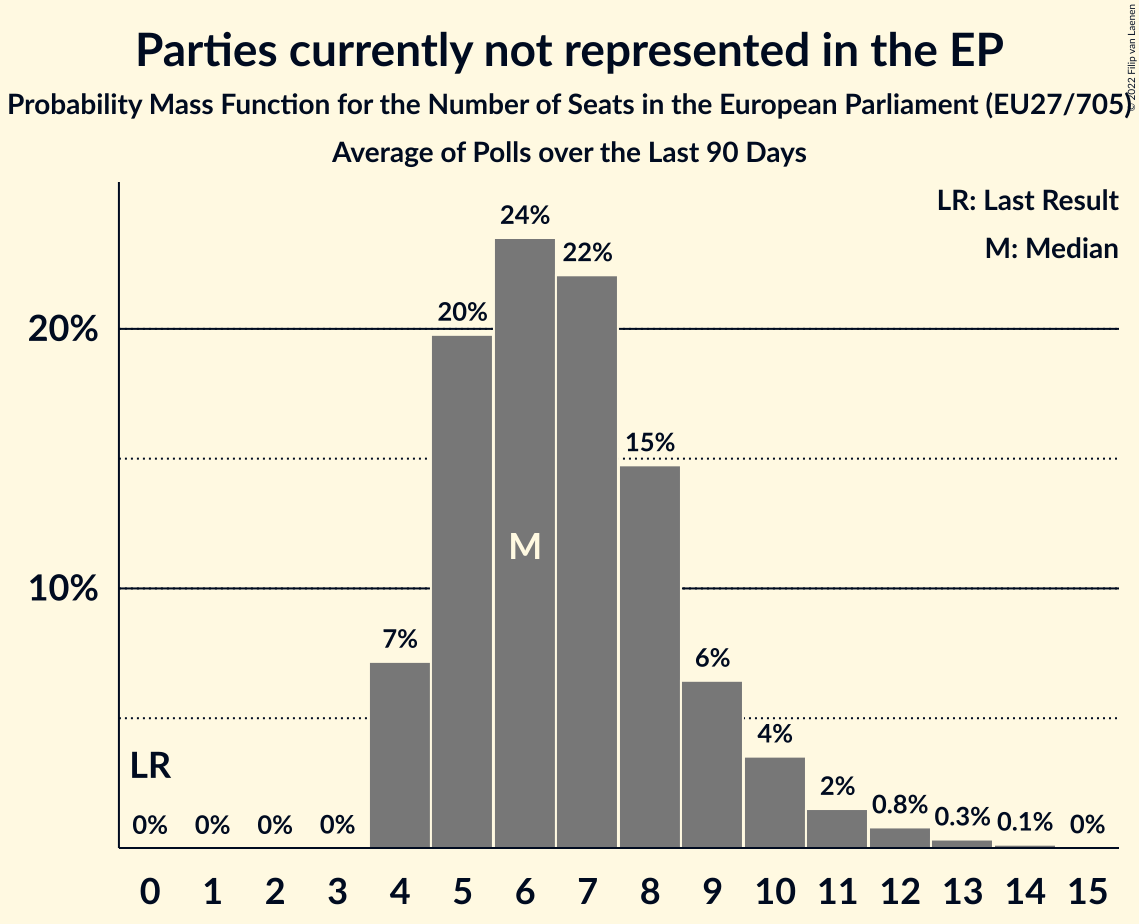 Parties currently not represented in the EP
Probability Mass Function for the Number of Seats in the European Parliament (EU27/705)
Average of Polls over the Last 90 Days
© 2022 Filip van Laenen
LR: Last Result
M: Median
24%
22%
20%
20%
15%
M
10%
7%
6%
4%
LR
2%
0% 0% 0% 0% 0.8% 0.3% 0.1% 0%
0 1 2 3 4 5 6 7 8 9 10 11 12 13 14 15